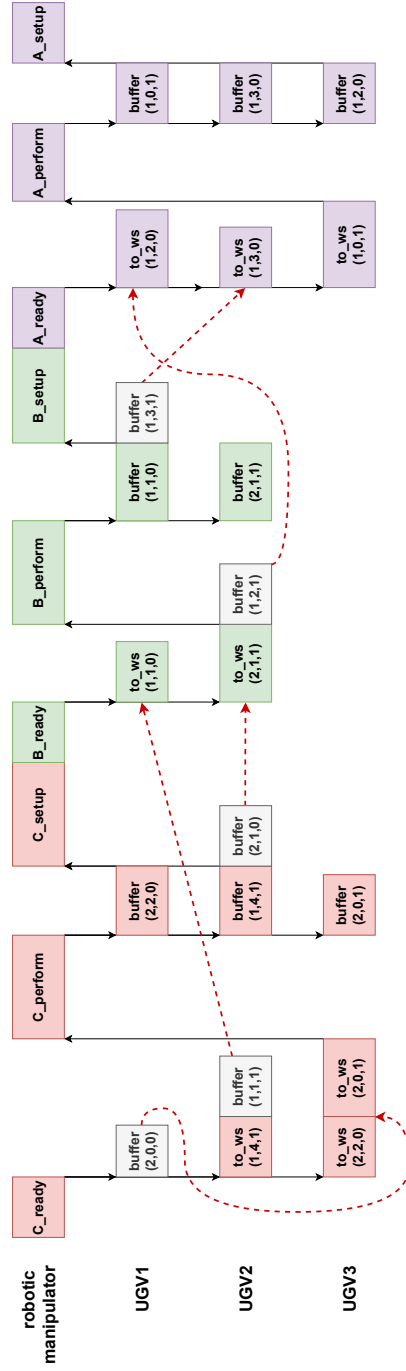 robotic
manipulator
C_ready
C_perform
C_setup
B_ready
B_perform
B_setup
A_ready
A_perform
A_setup
UGV1
buffer
(2,0,0)
buffer
(2,2,0)
to_ws
(1,1,0)
buffer
(1,1,0)
buffer
(1,3,1)
to_ws
(1,2,0)
buffer
(1,0,1)
UGV2
to_ws
(1,4,1)
buffer
(1,1,1)
buffer
(1,4,1)
buffer
(2,1,0)
to_ws
(2,1,1)
buffer
(1,2,1)
buffer
(2,1,1)
to_ws
(1,3,0)
buffer
(1,3,0)
UGV3
to_ws
(2,2,0)
to_ws
(2,0,1)
buffer
(2,0,1)
to_ws
(1,0,1)
buffer
(1,2,0)